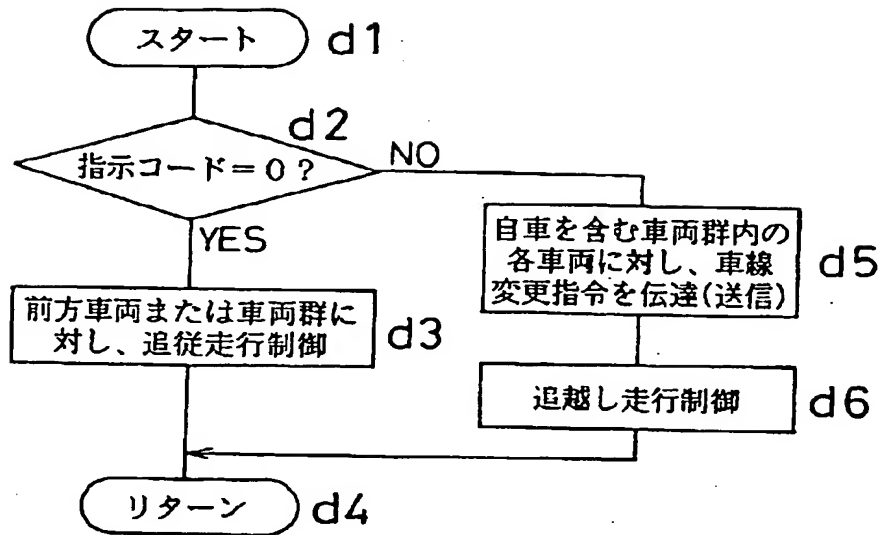 スタート
d1
d2
指示コード=0?
NO
YES
前方車両または車両群に
対し、追従走行制御
d3
自車を含む車両群内の
各車両に対し、車線
変更指令を伝達(送信)
d5
追越し走行制御
d6
リターン
d4